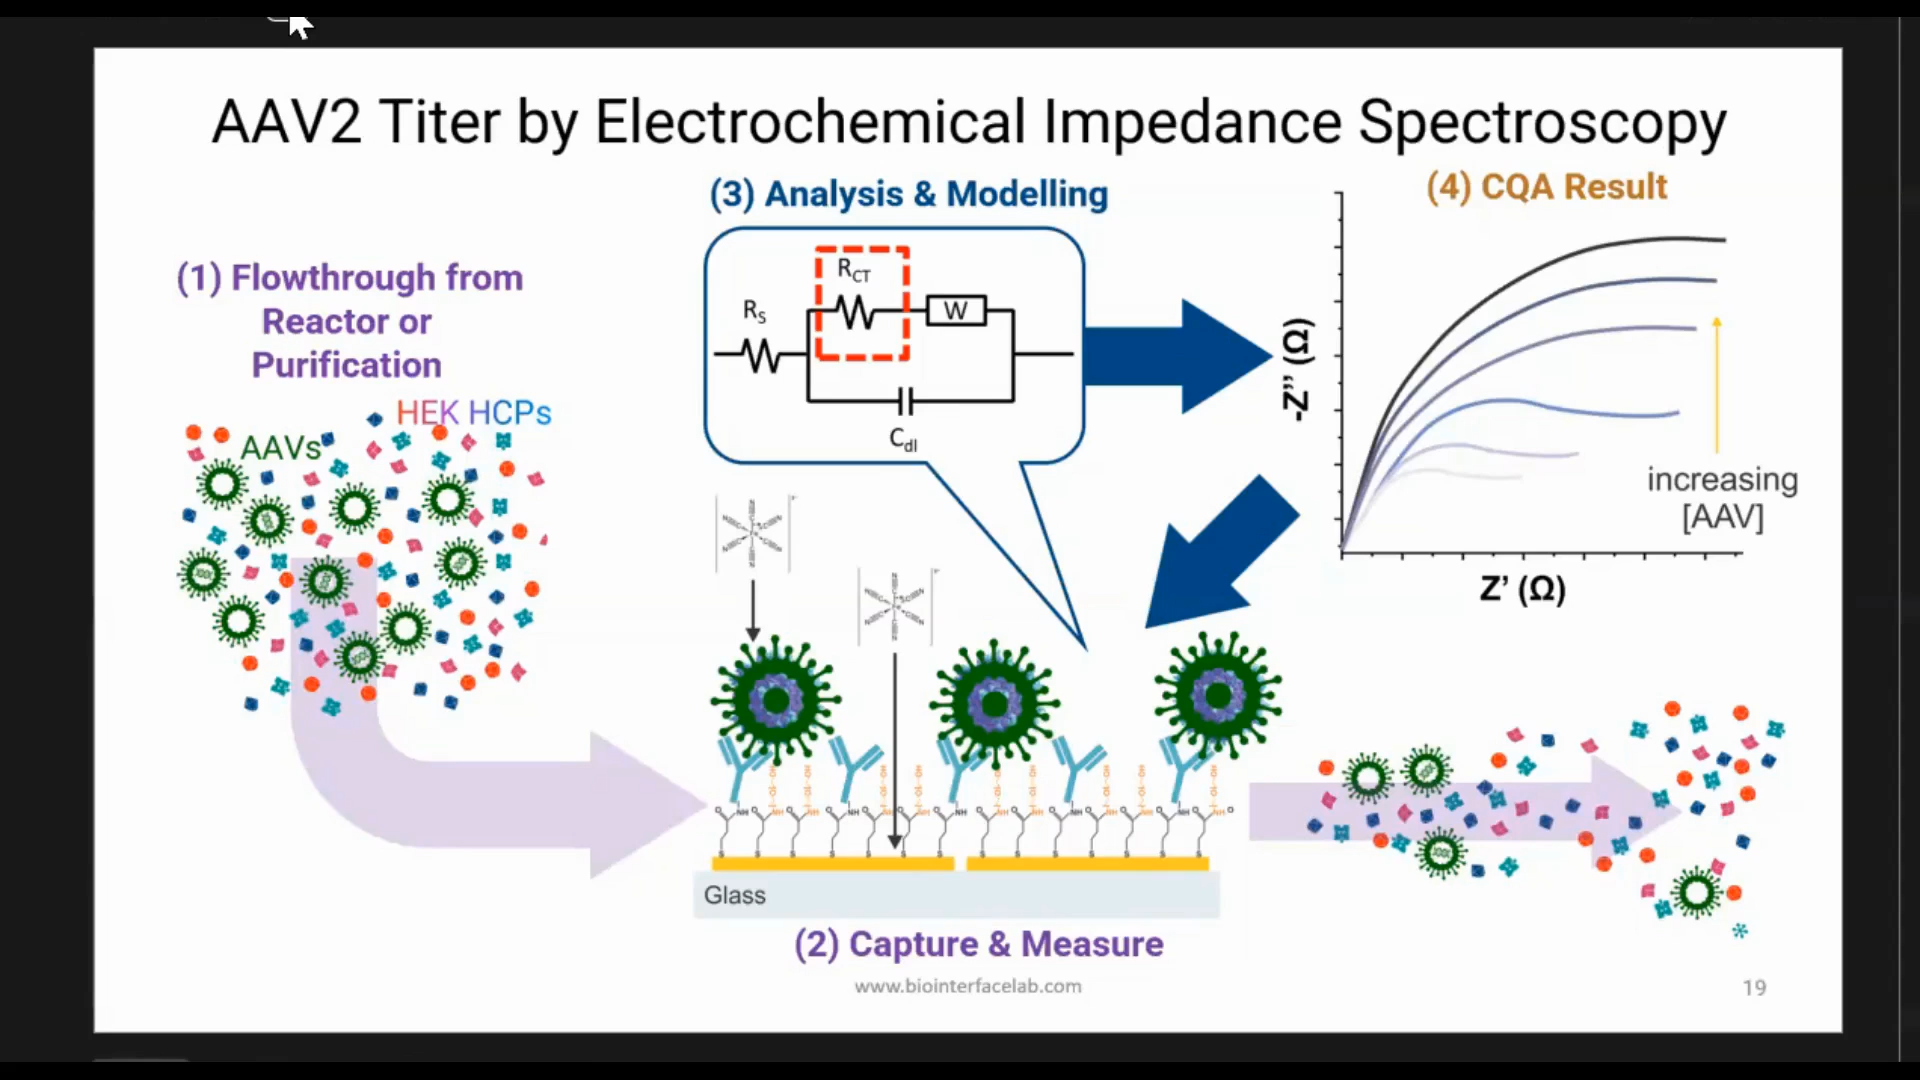 AAV2 Titer by Electrochemical Impedance Spectroscopy
(1) Flowthrough from
Reactor or
Purification
HEK HCPs
AAVs
(3) Analysis & Modelling
RCT
RS
W
Cdl
(4) CQA Result
-Z’’ (Ω)
Z’ (Ω)
increasing
[AAV]
Glass
(2) Capture & Measure
www.biointerfacelab.com
19